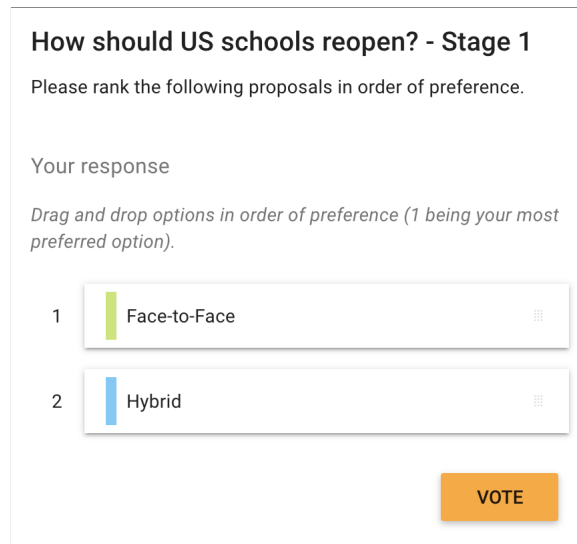 How should US schools reopen? - Stage 1
Please rank the following proposals in order of preference.
Your response
Drag and drop options in order of preference (1 being your most
preferred option).
1 Face-to-Face
2 Hybrid
VOTE